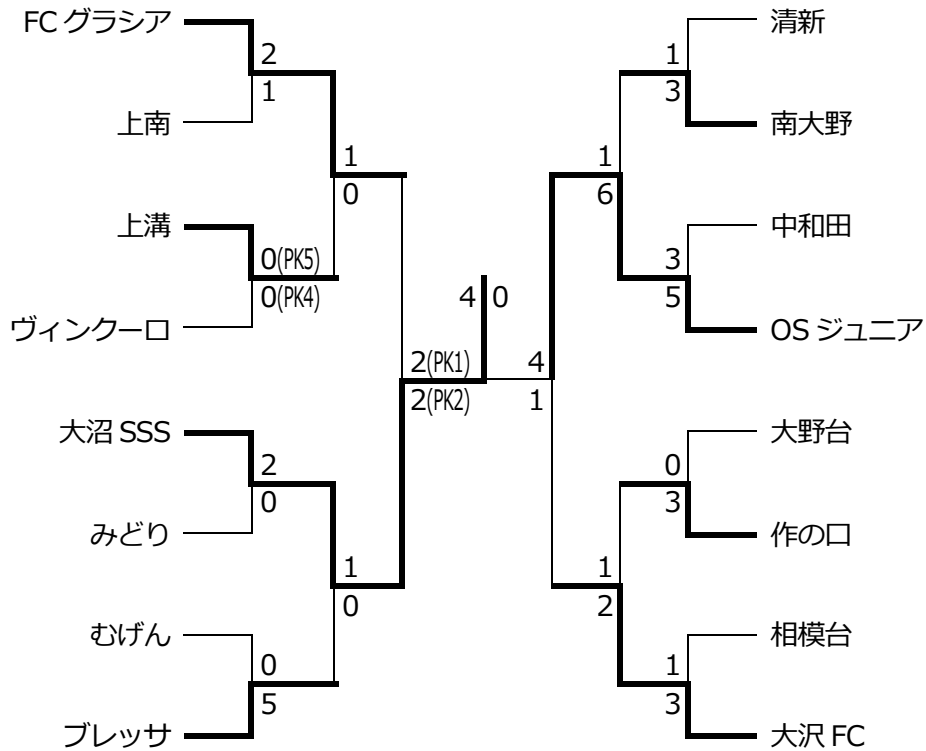 FC グラシア
2
1
上南
1
0
上溝
0(PK5)
0(PK4)
ヴィンクーロ
2(PK1)
2(PK2)
大沼 SSS
2
0
みどり
1
0
むげん
0
5
ブレッサ
4 0
清新
1
3
南大野
1
6
中和田
3
5
OS ジュニア
4
1
大野台
0
3
作の口
1
2
相模台
1
3
大沢 FC